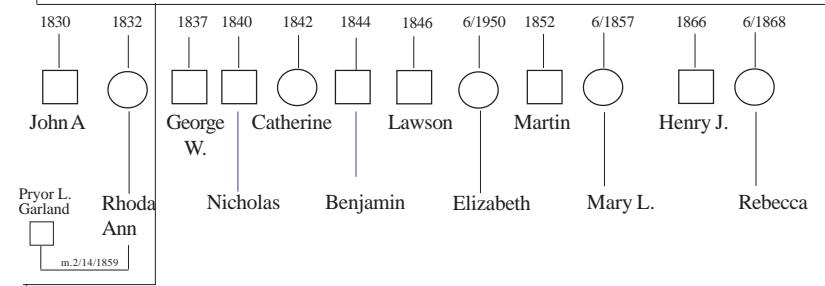 1830 1832 1837 1840 1842 1844 1846 6/1950 1852 6/1857 1866 6/1868
John A George Catherine Lawson Martin Henry J.
W.
Pryor L.
Garland
Rhoda Nicholas Benjamin Elizabeth Mary L. Rebecca
Ann
m.2/14/1859